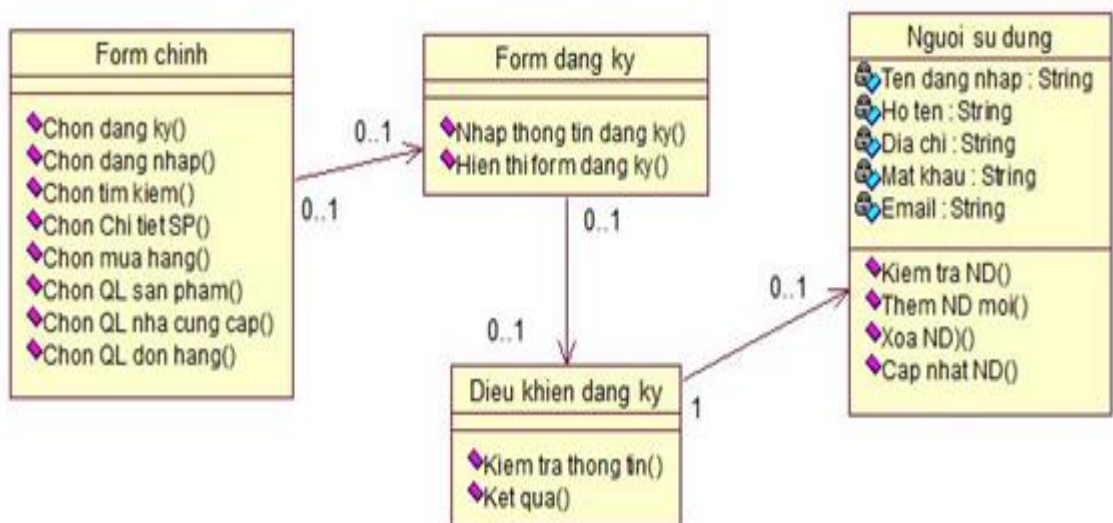 Form chinh
Chon dang ky()
Chon dang nhap()
Chon tim kiem()
Chon Chi tiet SP()
Chon mua hang()
Chon QL san pham()
Chon QL nha cung cap()
Chon QL don hang()
0..1
0..1
Form dang ky
Nhap thong tin dang ky()
Hien thi form dang ky()
0..1
0..1
Dieu khien dang ky
Kiem tra thong tin()
Ket qua()
1
0..1
Nguoi su dung
Ten dang nhap : String
Ho ten : String
Dia chi : String
Mat khau : String
Email : String
Kiem tra ND()
Them ND moi()
Xoa ND)()
Cap nhat ND()